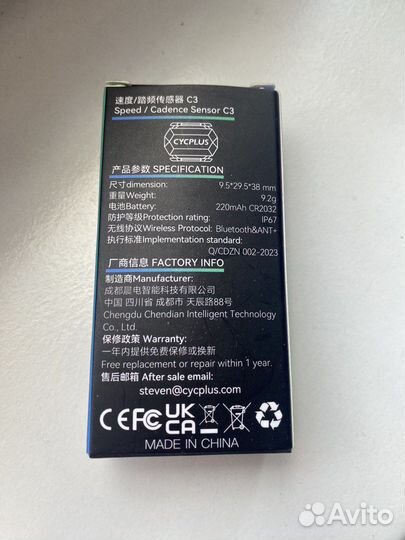 速度/踏频传感器 C3
Speed / Cadence Sensor C3
CYCPLUS
产品参数 SPECIFICATION
尺寸dimension: 9.5*29.5*38 mm
重量Weight: 9.2g
电池Battery: 220mAh CR2032
防护等级Protection rating: IP67
无线协议Wireless Protocol: Bluetooth&ANT+
执行标准Implementation standard:
Q/CDZN 002-2023
厂商信息 FACTORY INFO
制造商Manufacturer:
成都晨电智能科技有限公司
中国 四川省 成都市 天辰路88号
Chengdu Chendian Intelligent Technology
Co., Ltd.
保修政策 Warranty:
一年内提供免费维修或换新
Free replacement or repair within 1 year.
售后邮箱 After sale email:
steven@cycplus.com
CE FC UK CA
MADE IN CHINA
Avito